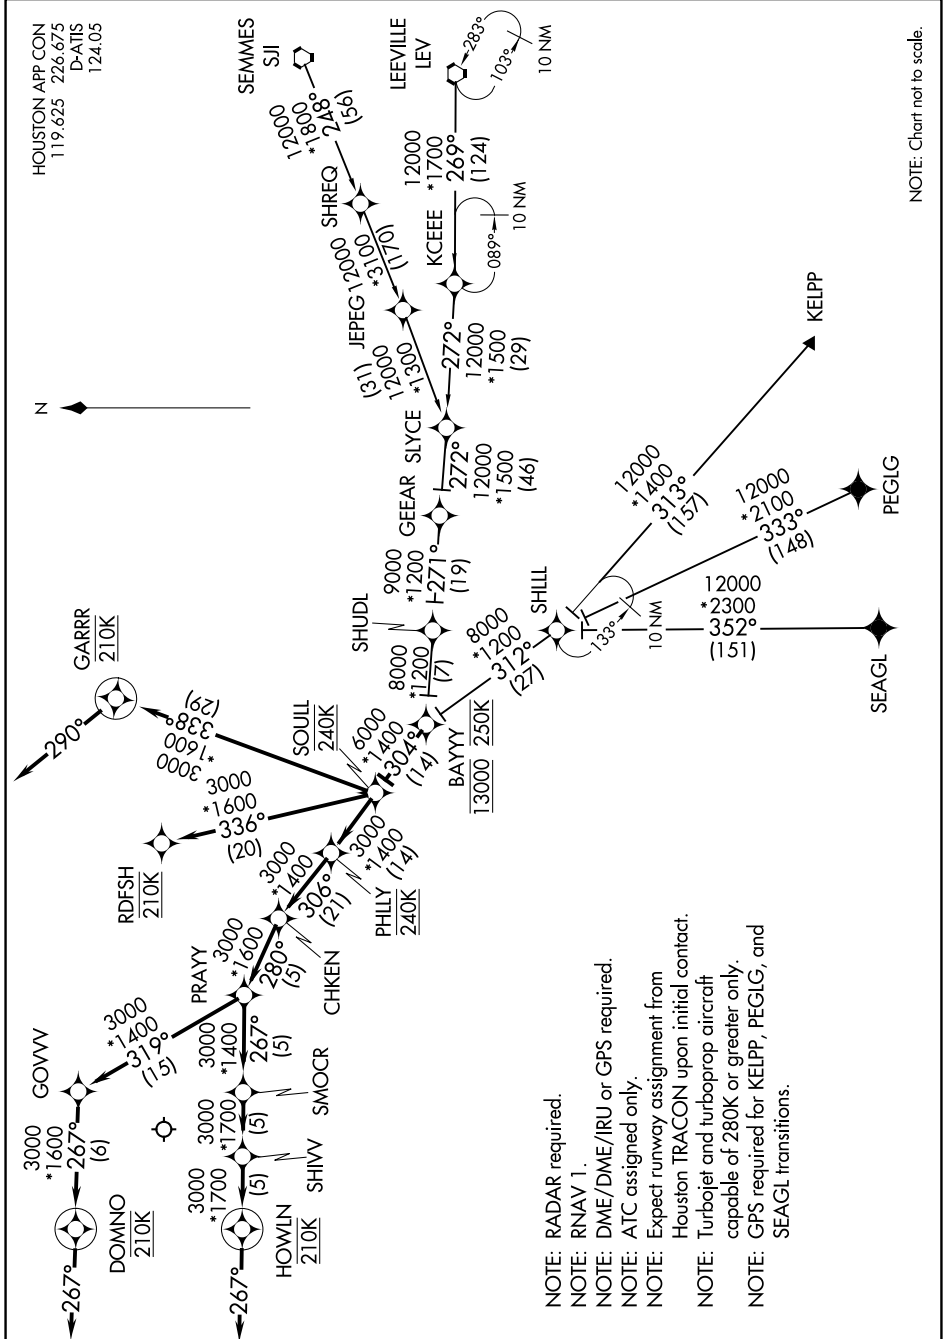 HOUSTON APP CON
119.625 226.675
D-ATIS
124.05
SEMMES
SJI
12000
*1800
248°
(56)
SHREQ
12000
*3100
(170)
JEPEG
(31)
12000
*1300
LEEVILLE
LEV
283°
103°
10 NM
12000
*1700
269°
(124)
KCEEE
089°
10 NM
272°
12000
*1500
(29)
N
SLYCE
272°
12000
*1500
(46)
GEEAR
9000
*1200
271°
(19)
SHUDL
8000
*1200
(7)
KELPP
12000
*1400
313°
(157)
PEGLG
12000
*2100
333°
(148)
SEAGL
12000
*2300
352°
(151)
SHLLL
133°
10 NM
8000
*1200
312°
(27)
BAYYY
13000 250K
6000
*1400
304°
(14)
SOULL
240K
GARRR
210K
290°
3000
*1600
338°
(29)
RDFSH
210K
3000
*1600
336°
(20)
3000
*1400
(14)
PHLLY
240K
3000
*1400
306°
(21)
CHKEN
3000
*1600
280°
(5)
PRAYY
3000
*1400
319°
(15)
GOVVV
3000
*1600
267°
(6)
DOMNO
210K
267°
3000
*1400
267°
(5)
SMOCR
3000
*1700
(5)
SHIVV
3000
*1700
(5)
HOWLN
210K
267°
NOTE: RADAR required.
NOTE: RNAV 1.
NOTE: DME/DME/IRU or GPS required.
NOTE: ATC assigned only.
NOTE: Expect runway assignment from
Houston TRACON upon initial contact.
NOTE: Turbojet and turboprop aircraft
capable of 280K or greater only.
NOTE: GPS required for KELPP, PEGLG, and
SEAGL transitions.
NOTE: Chart not to scale.